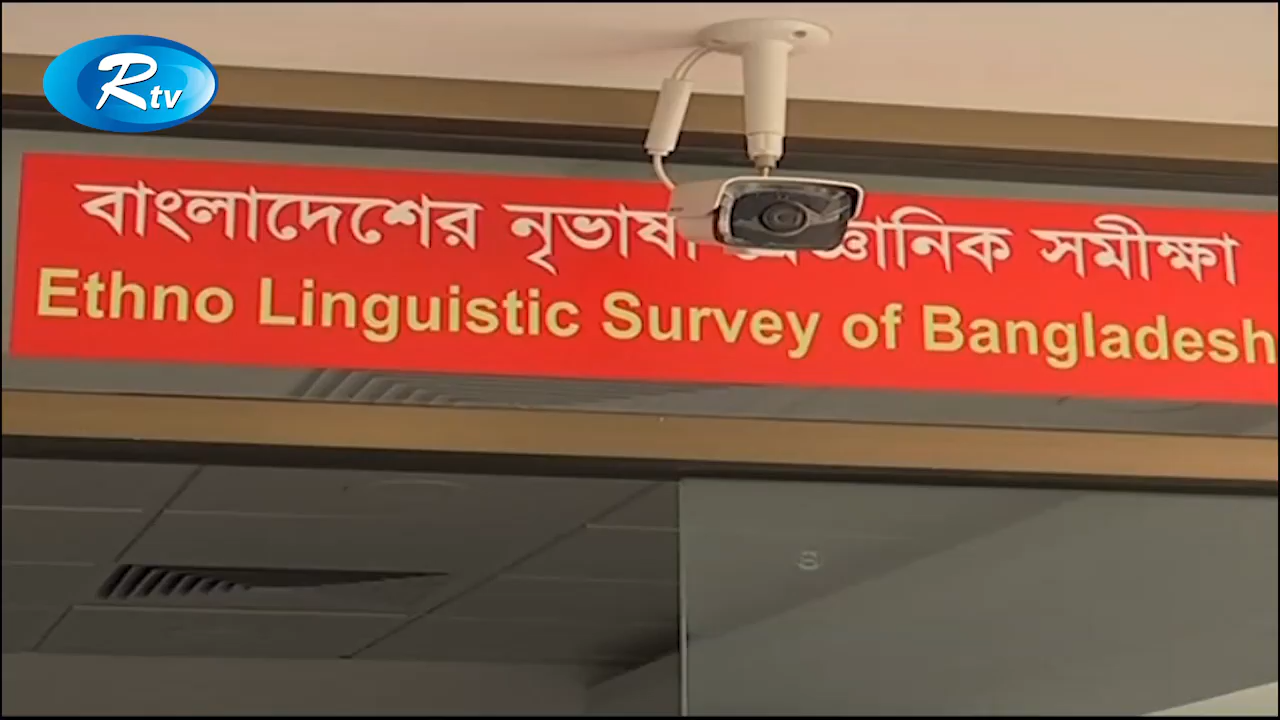 Rtv
বাংলাদেশের নৃভাষা সমীক্ষা
Ethno Linguistic Survey of Bangladesh